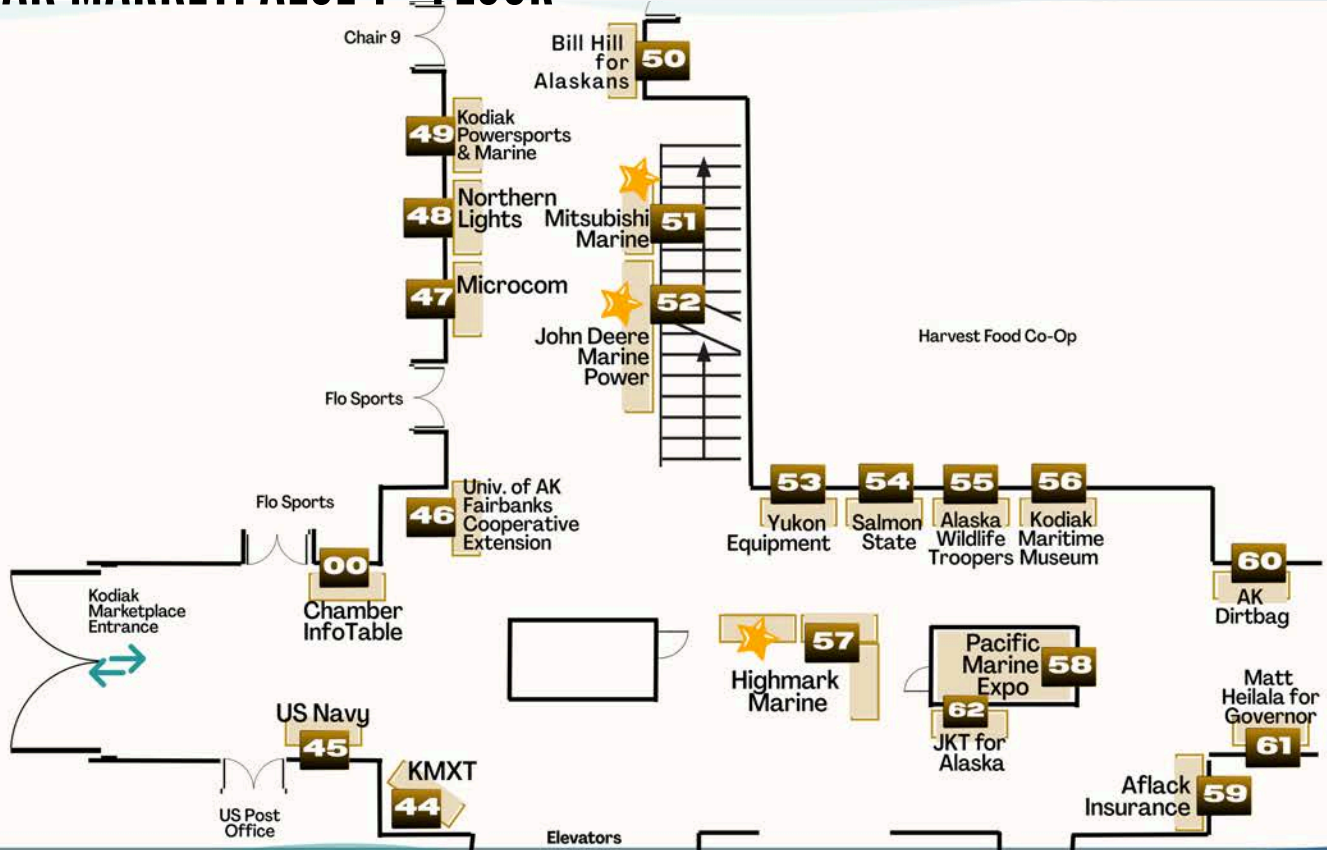 Chair 9
Bill Hill
for
Alaskans
50
49
Kodiak
Powersports
& Marine
48
Northern
Lights
Mitsubishi
Marine
51
47
Microcom
52
John Deere
Marine
Power
Harvest Food Co-Op
Flo Sports
46
Univ. of AK
Fairbanks
Cooperative
Extension
Flo Sports
53
Yukon
Equipment
54
Salmon
State
55
Alaska
Wildlife
Troopers
56
Kodiak
Maritime
Museum
00
Chamber
InfoTable
60
AK
Dirtbag
Kodiak
Marketplace
Entrance
57
Highmark
Marine
Pacific
Marine
Expo
58
62
JKT for
Alaska
Matt
Heilala for
Governor
61
US Navy
45
KMXT
44
Aflack
Insurance
59
US Post
Office
Elevators